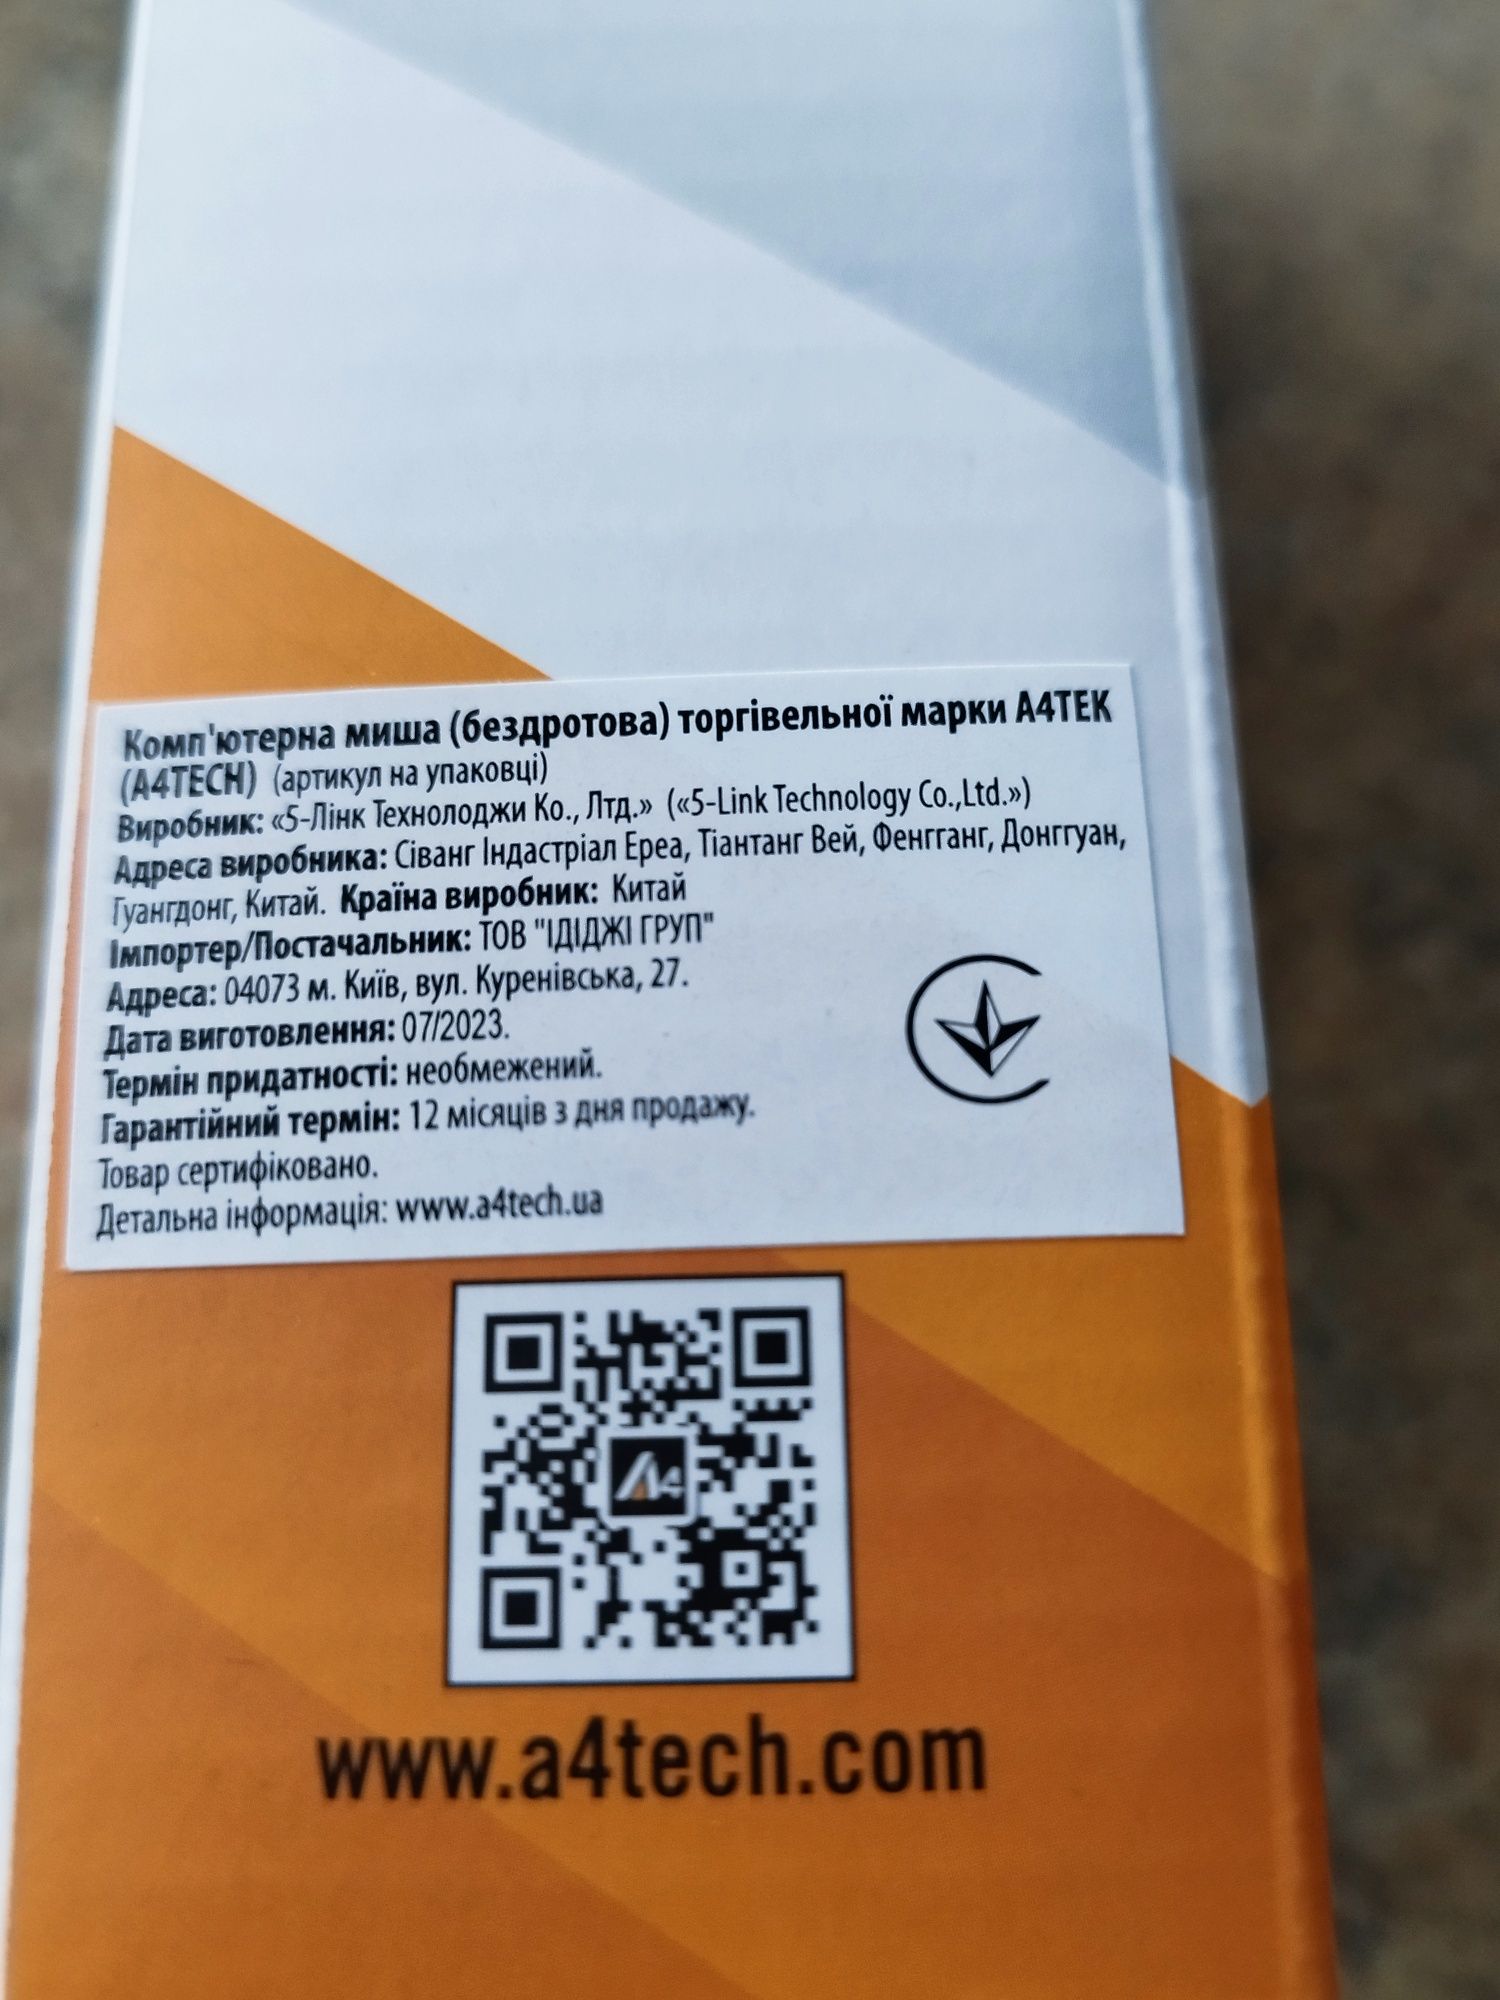 Комп'ютерна миша (бездротова) торгівельної марки А4ТЕК
(A4TECH) (артикул на упаковці)
Виробник: «5-Лінк Технолоджи Ко., Лтд.» («5-Link Technology Co.,Ltd.»)
Адреса виробника: Сіванг Індастріал Ереа, Тіантанг Вей, Фенгганг, Донггуан,
Гуангдонг, Китай. Країна виробник: Китай
Імпортер/Постачальник: ТОВ "ІДІДЖІ ГРУП"
Адреса: 04073 м. Київ, вул. Куренівська, 27.
Дата виготовлення: 07/2023.
Термін придатності: необмежений.
Гарантійний термін: 12 місяців з дня продажу.
Товар сертифіковано.
Детальна інформація: www.a4tech.ua
A4
www.a4tech.com